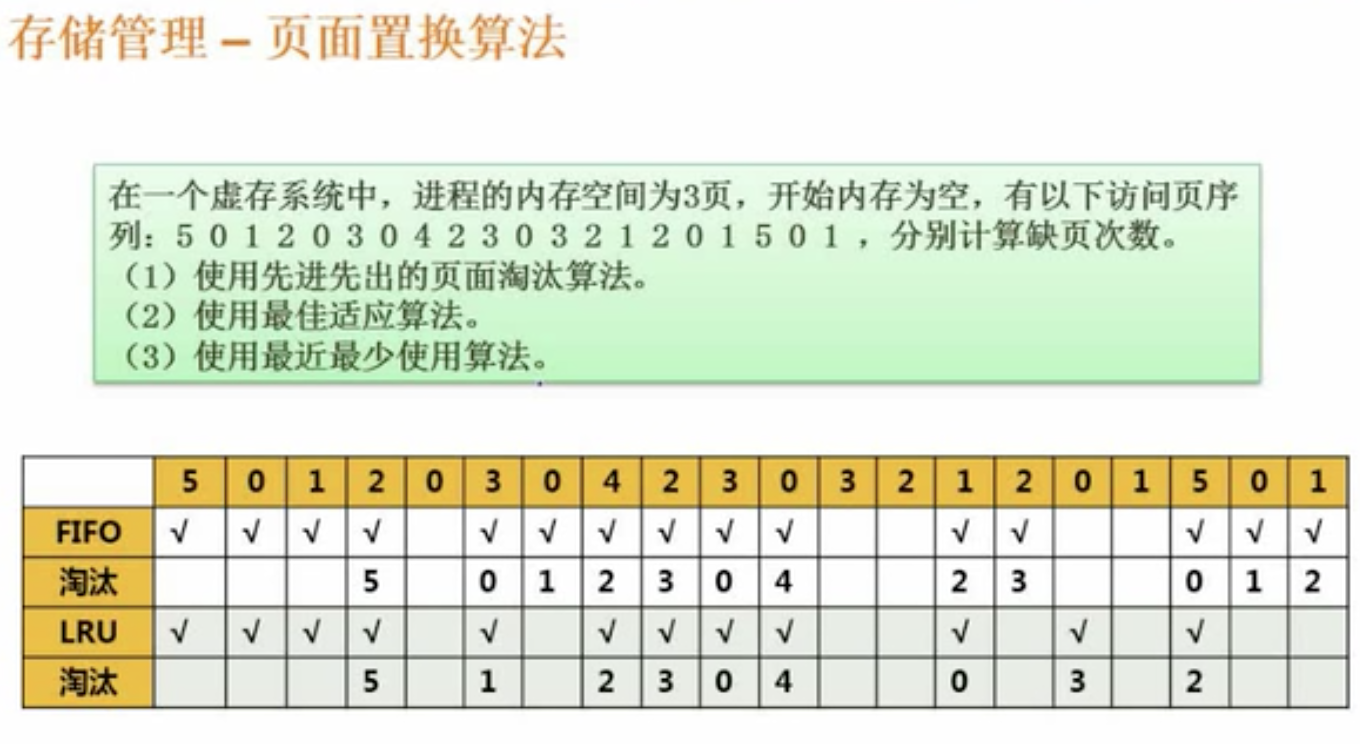 存储管理 – 页面置换算法
在一个虚存系统中，进程的内存空间为3页，开始内存为空，有以下访问页序
列：5 0 1 2 0 3 0 4 2 3 0 3 2 1 2 0 1 5 0 1 ，分别计算缺页次数。
（1）使用先进先出的页面淘汰算法。
（2）使用最佳适应算法。
（3）使用最近最少使用算法。
5 0 1 2 0 3 0 4 2 3 0 3 2 1 2 0 1 5 0 1
FIFO √ √ √ √ √ √ √ √ √ √ √ √ √ √ √
淘汰 5 0 1 2 3 0 4 2 3 0 1 2
LRU √ √ √ √ √ √ √ √ √ √ √ √
淘汰 5 1 2 3 0 4 0 3 2